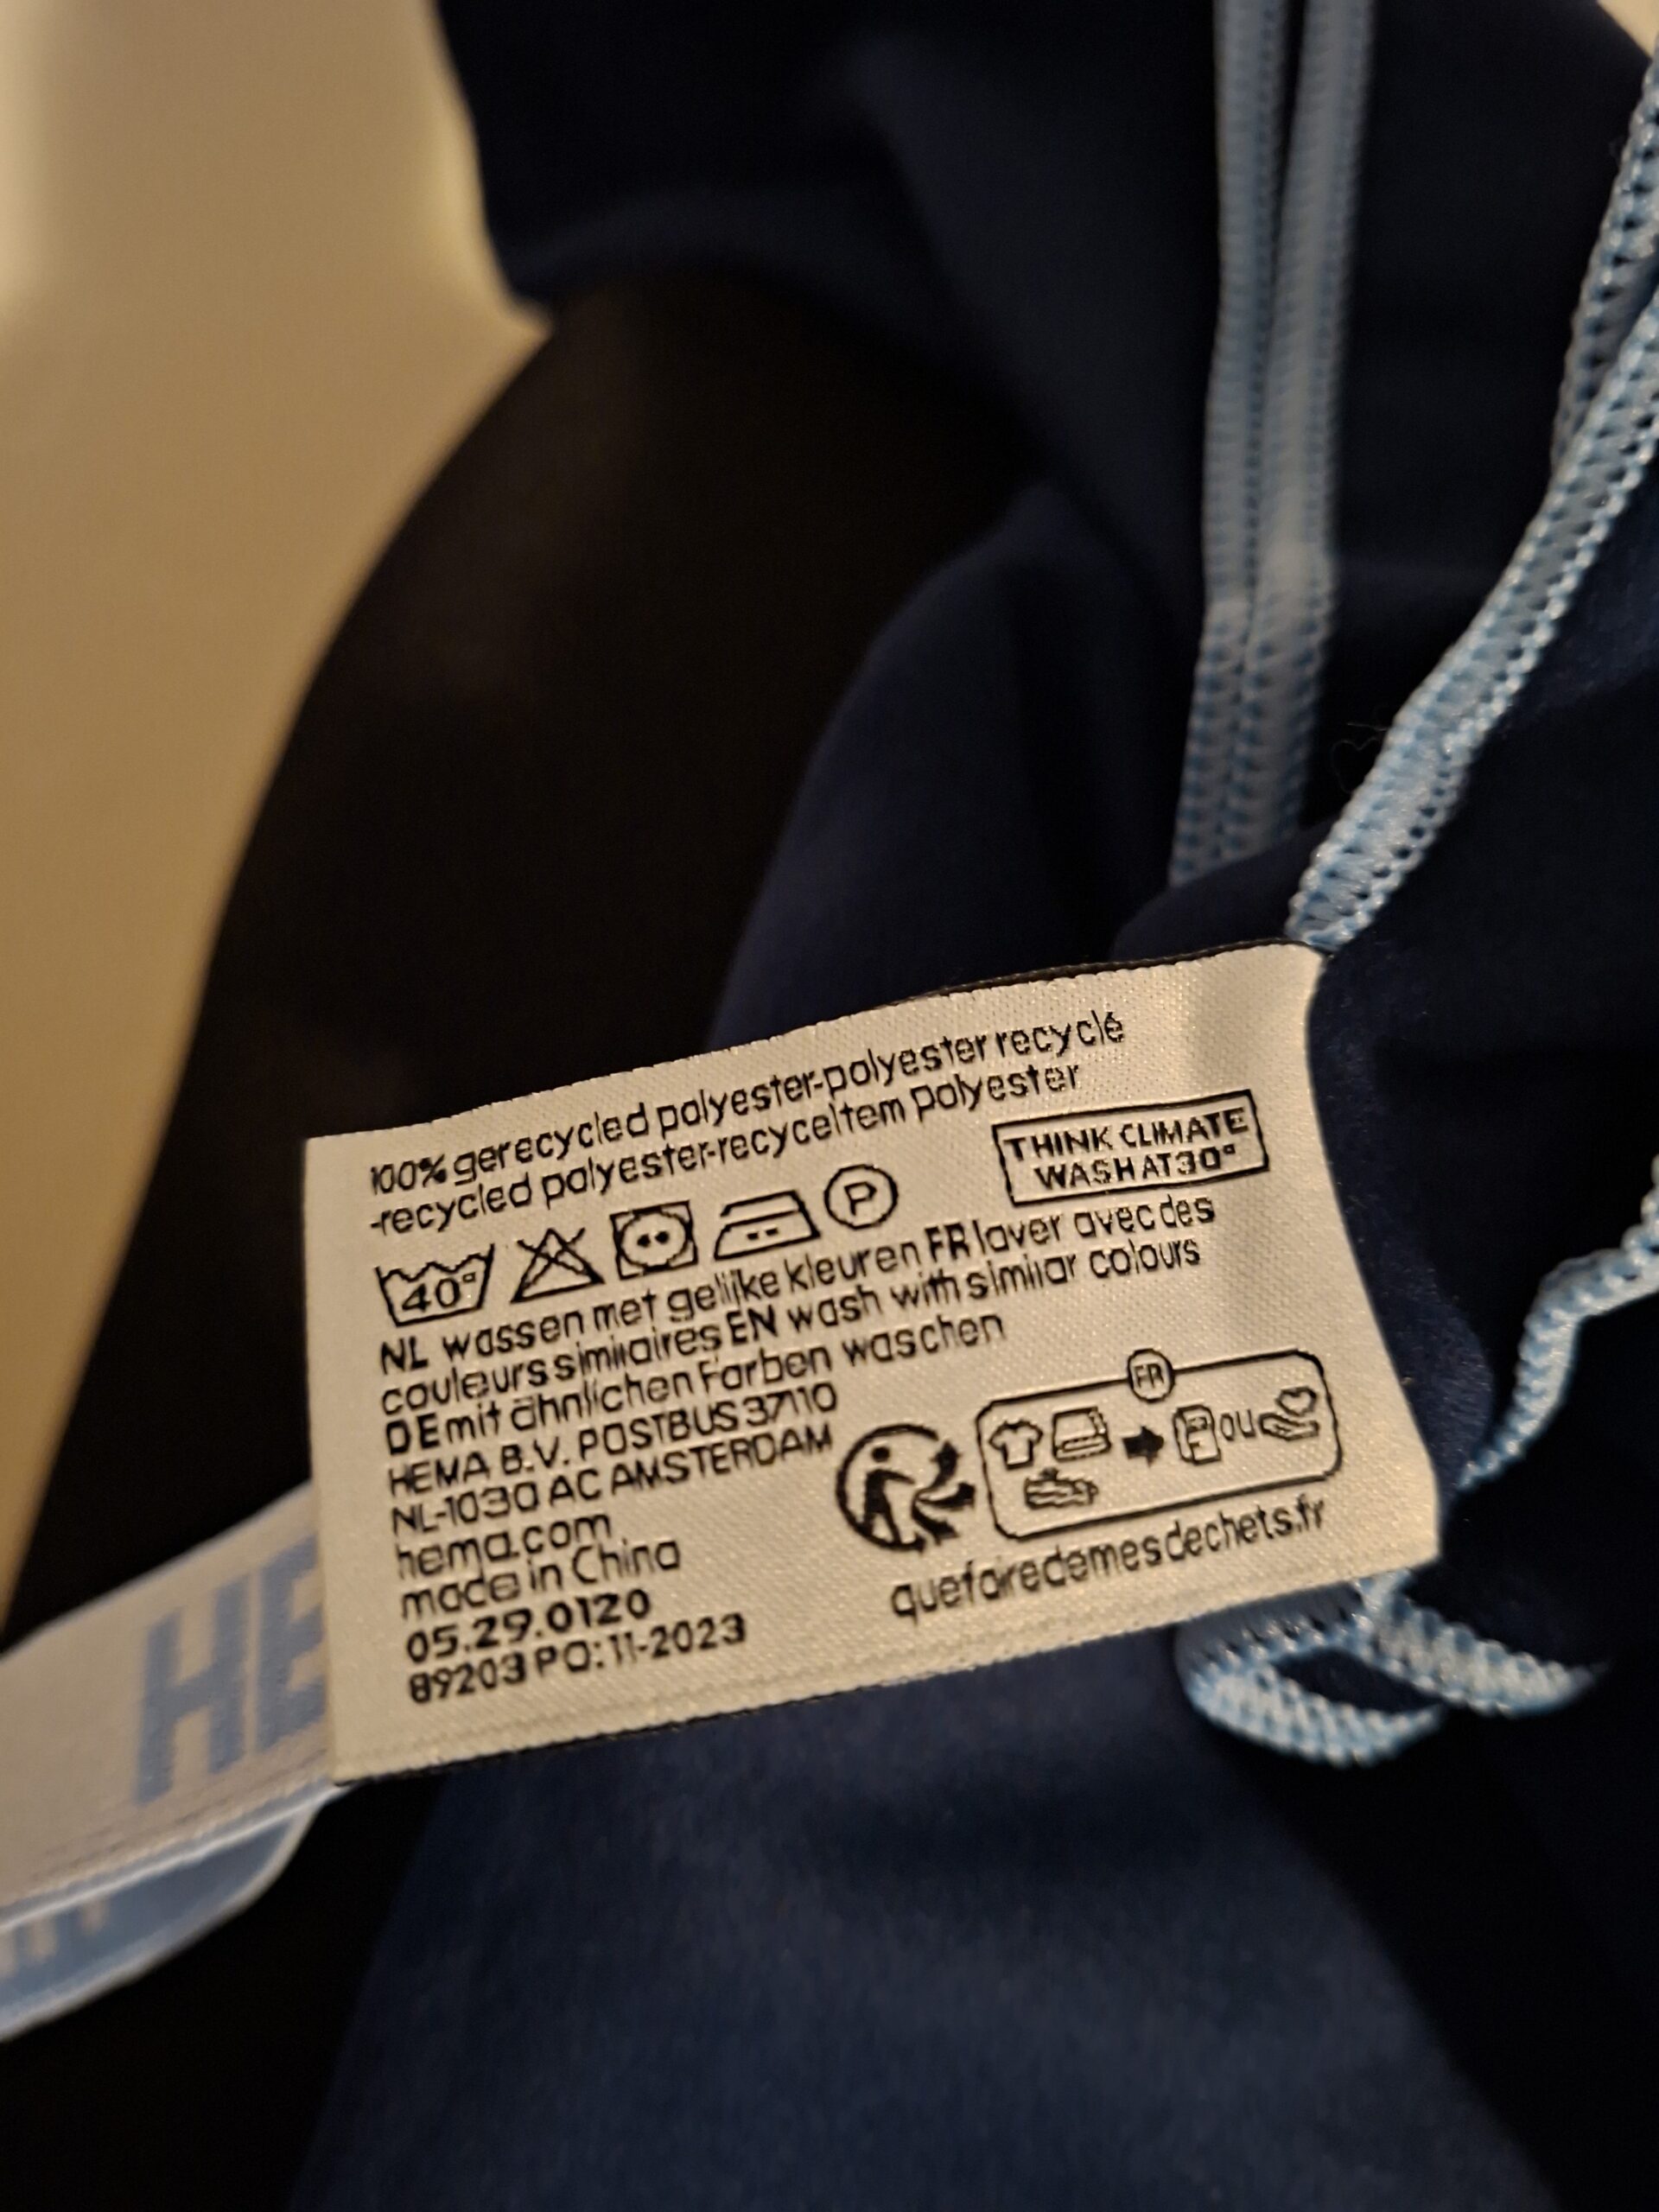 100% gerecycled polyester-polyester recyclé
-recycled polyester-recyceltem polyester
THINK CLIMATE
WASH AT 30°
40°
P
NL wassen met gelijke kleuren FR laver avec des
couleurs similaires EN wash with similar colours
DE mit ähnlichen Farben waschen
HEMA B.V. POSTBUS 37110
NL-1030 AC AMSTERDAM
hema.com
made in China
05.29.0120
89203 PO: 11-2023
FR
ou
quefairedemesdechets.fr
HE